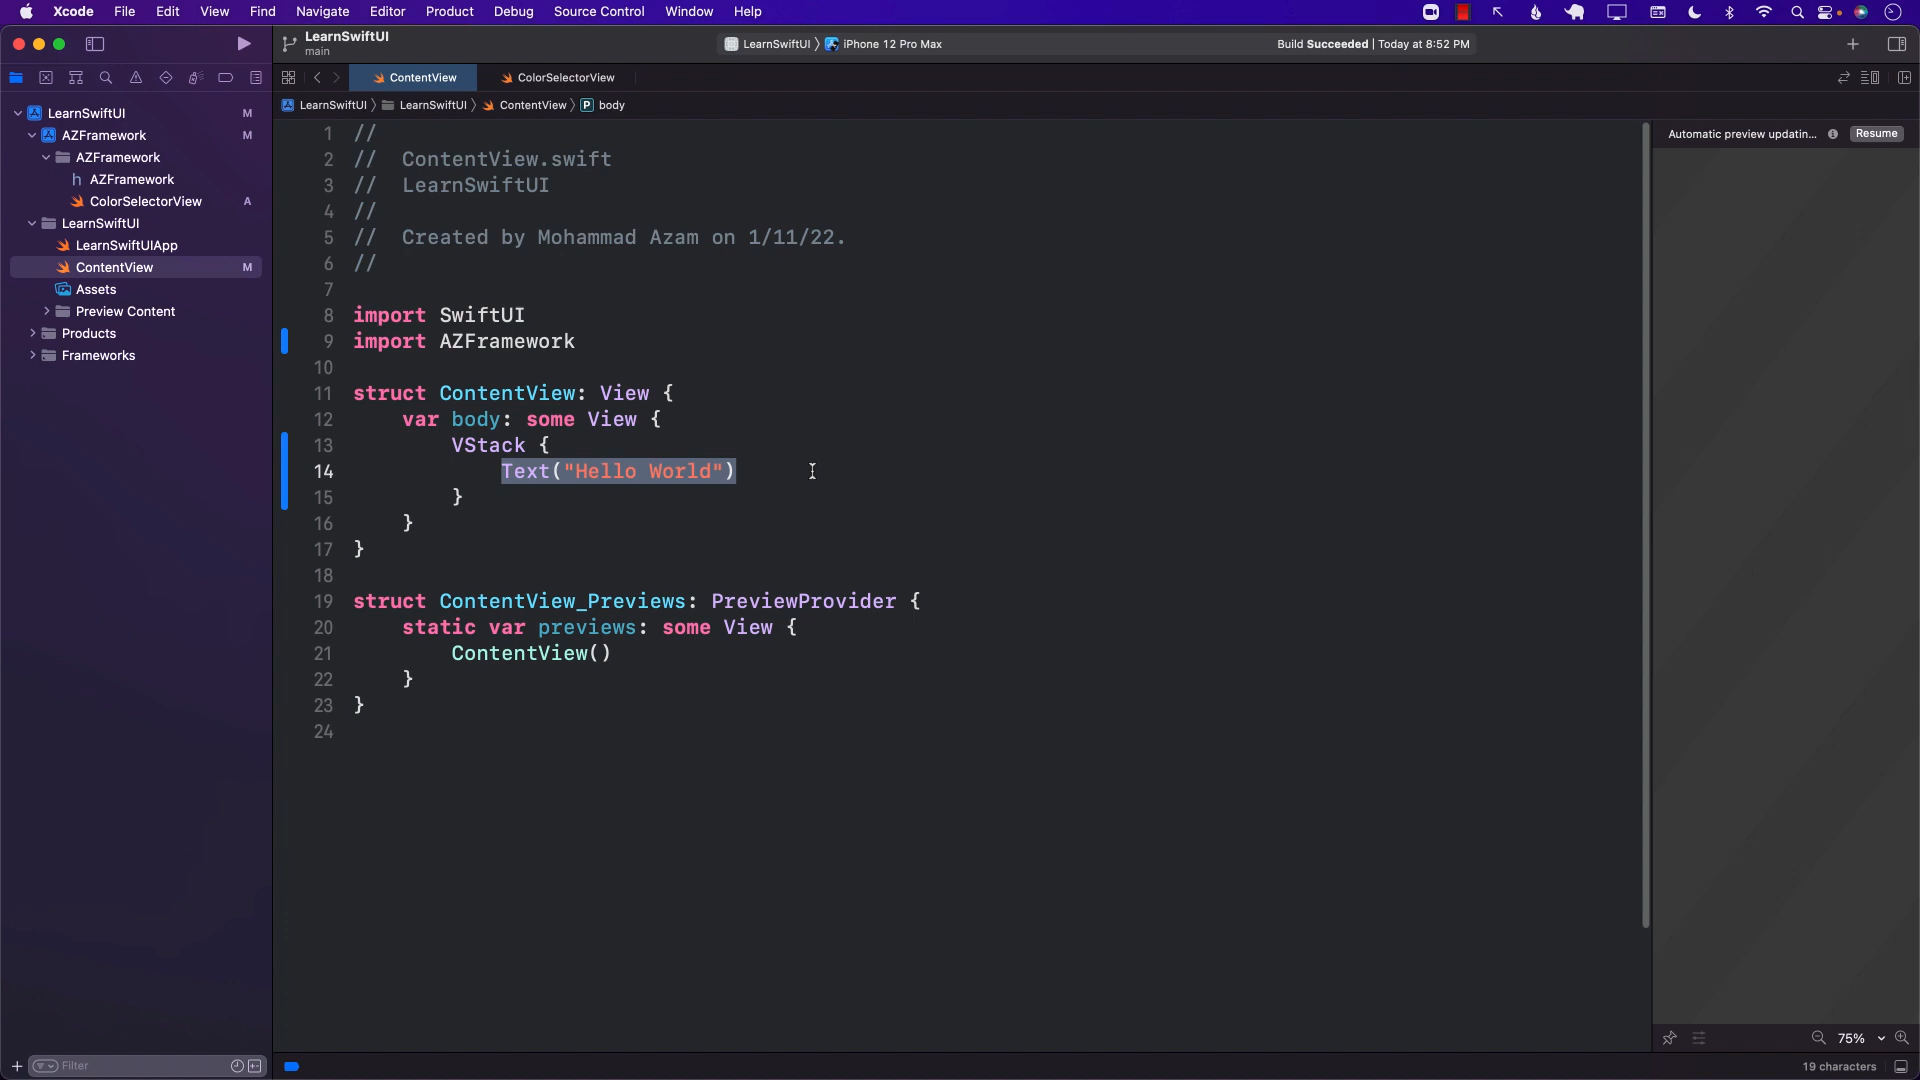 Xcode File Edit View Find Navigate Editor Product Debug Source Control Window Help
LearnSwiftUI
main
LearnSwiftUI iPhone 12 Pro Max
Build Succeeded | Today at 8:52 PM
ContentView ColorSelectorView
LearnSwiftUI LearnSwiftUI ContentView P body
LearnSwiftUI M
AZFramework M
AZFramework
h AZFramework
ColorSelectorView A
LearnSwiftUI
LearnSwiftUIApp
ContentView M
Assets
Preview Content
Products
Frameworks
Filter
1 //
2 //  ContentView.swift
3 //  LearnSwiftUI
4 //
5 //  Created by Mohammad Azam on 1/11/22.
6 //
7
8 import SwiftUI
9 import AZFramework
10
11 struct ContentView: View {
12     var body: some View {
13         VStack {
14             Text("Hello World")
15         }
16     }
17 }
18
19 struct ContentView_Previews: PreviewProvider {
20     static var previews: some View {
21         ContentView()
22     }
23 }
24
Automatic preview updatin... Resume
75%
19 characters